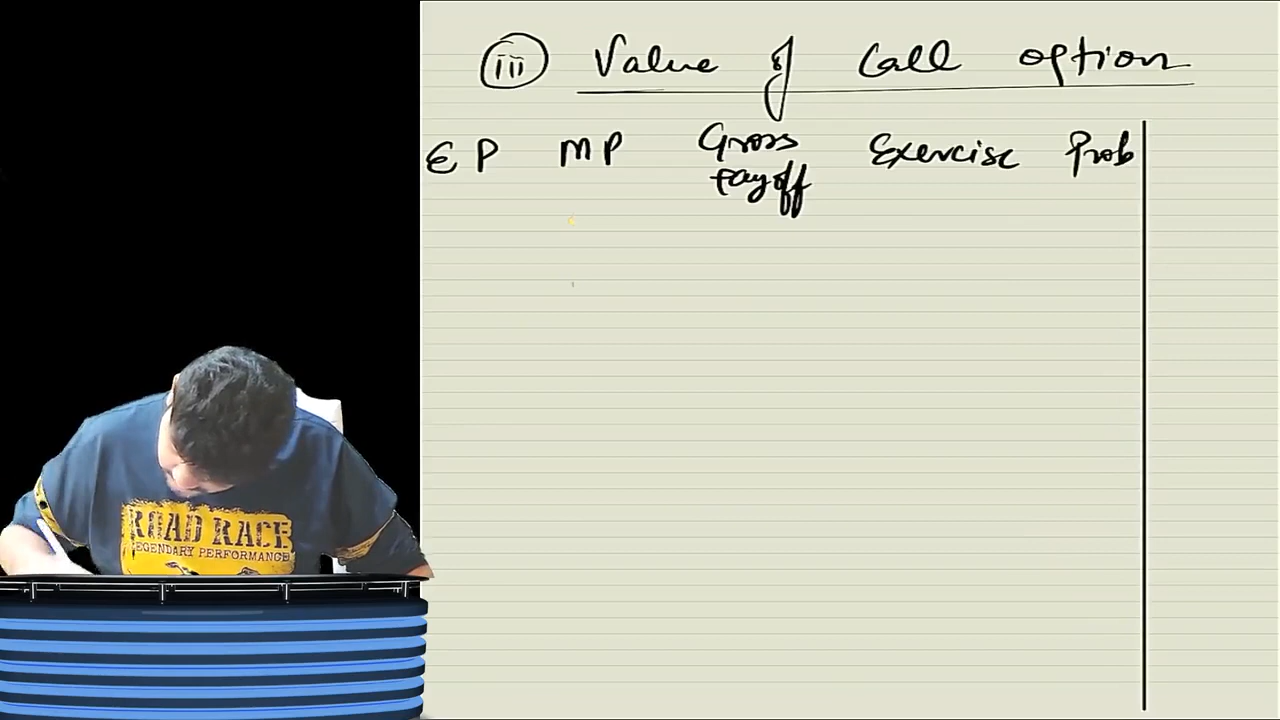 iii Value of Call option
EP MP Gross Payoff Exercise Prob
ROAD RACE
LEGENDARY PERFORMANCE